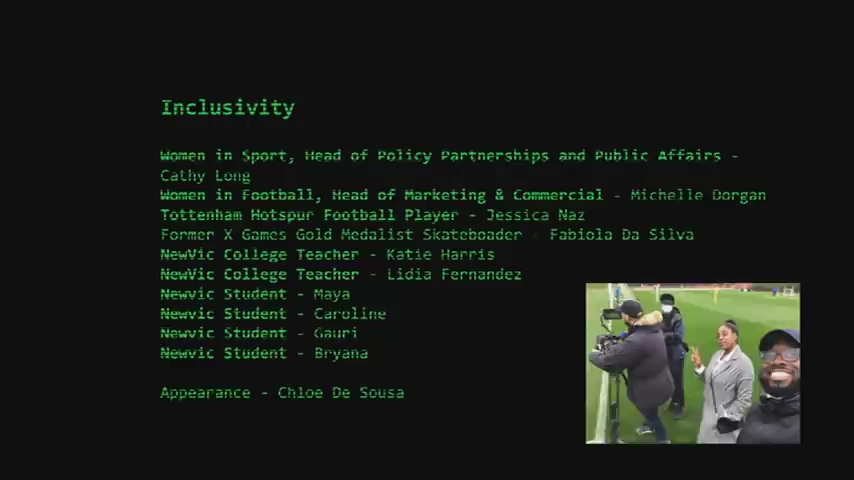 Inclusivity
Women in Sport, Head of Policy Partnerships and Public Affairs -
Cathy Long
Women in Football, Head of Marketing & Commercial - Michelle Dorgan
Tottenham Hotspur Football Player - Jessica Naz
Former X Games Gold Medalist Skateboader - Fabiola Da Silva
NewVic College Teacher - Katie Harris
NewVic College Teacher - Lidia Fernandez
Newvic Student - Maya
Newvic Student - Caroline
Newvic Student - Gauri
Newvic Student - Bryana
Appearance - Chloe De Sousa